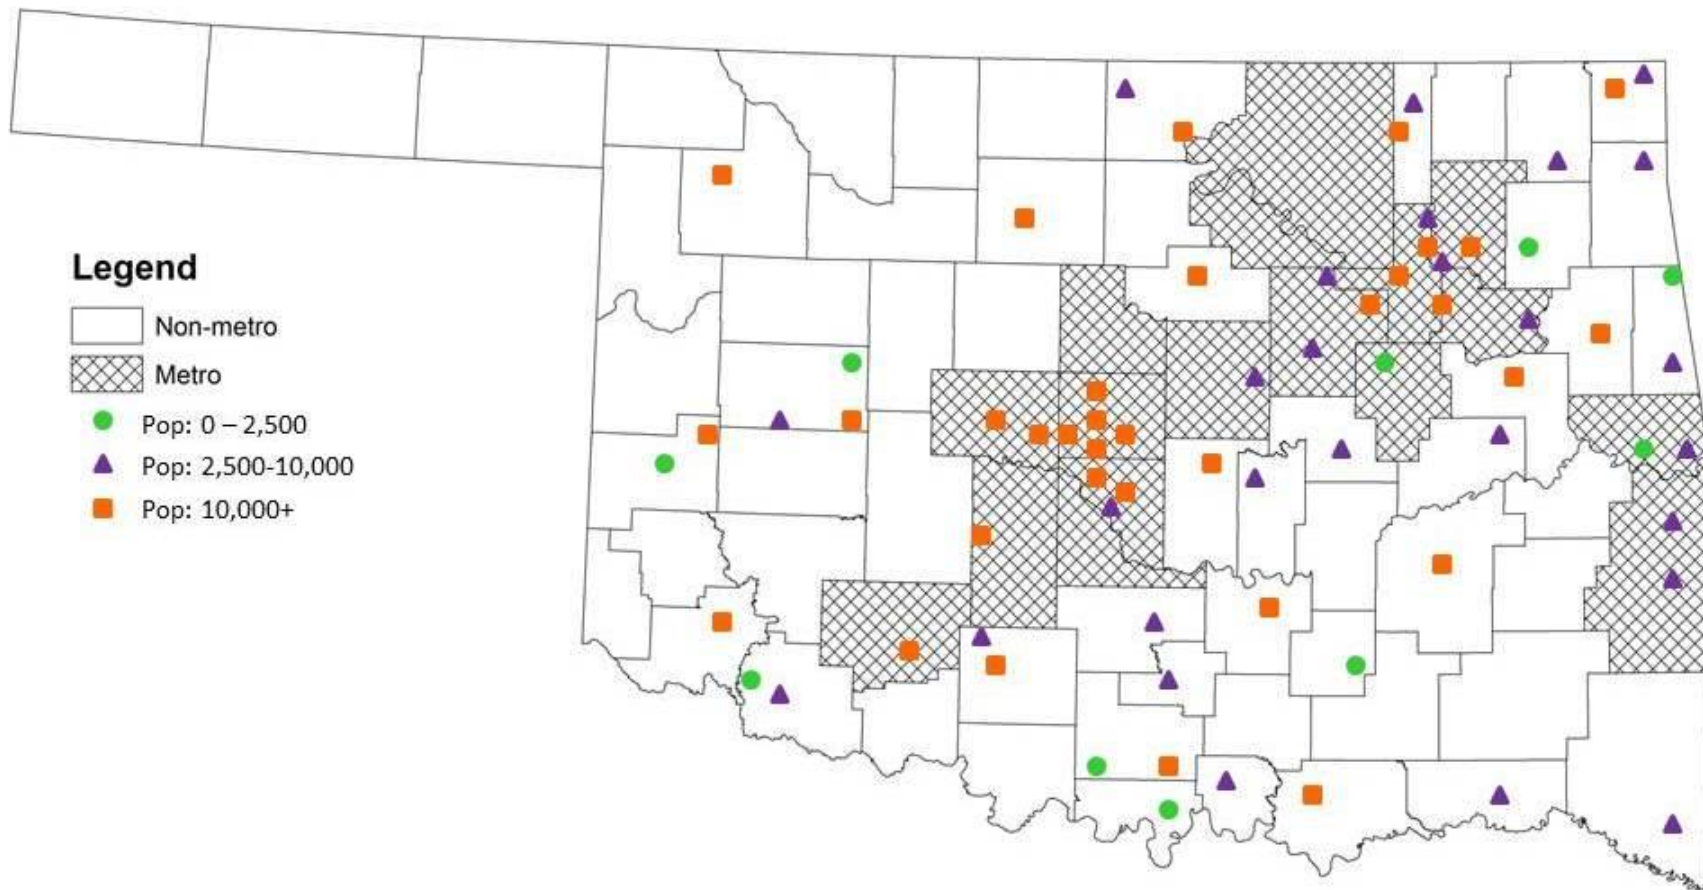 Legend
Non-metro
Metro
Pop: 0 – 2,500
Pop: 2,500-10,000
Pop: 10,000+